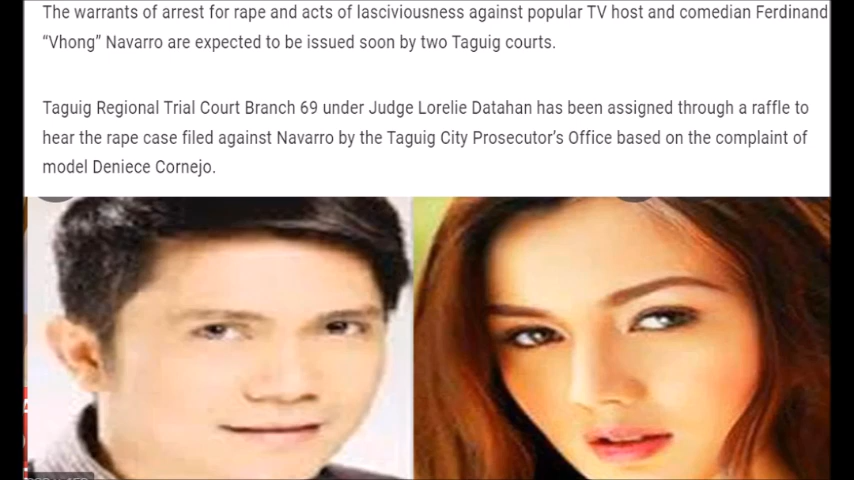 The warrants of arrest for rape and acts of lasciviousness against popular TV host and comedian Ferdinand
“Vhong” Navarro are expected to be issued soon by two Taguig courts.
Taguig Regional Trial Court Branch 69 under Judge Lorelie Datahan has been assigned through a raffle to
hear the rape case filed against Navarro by the Taguig City Prosecutor’s Office based on the complaint of
model Deniece Cornejo.